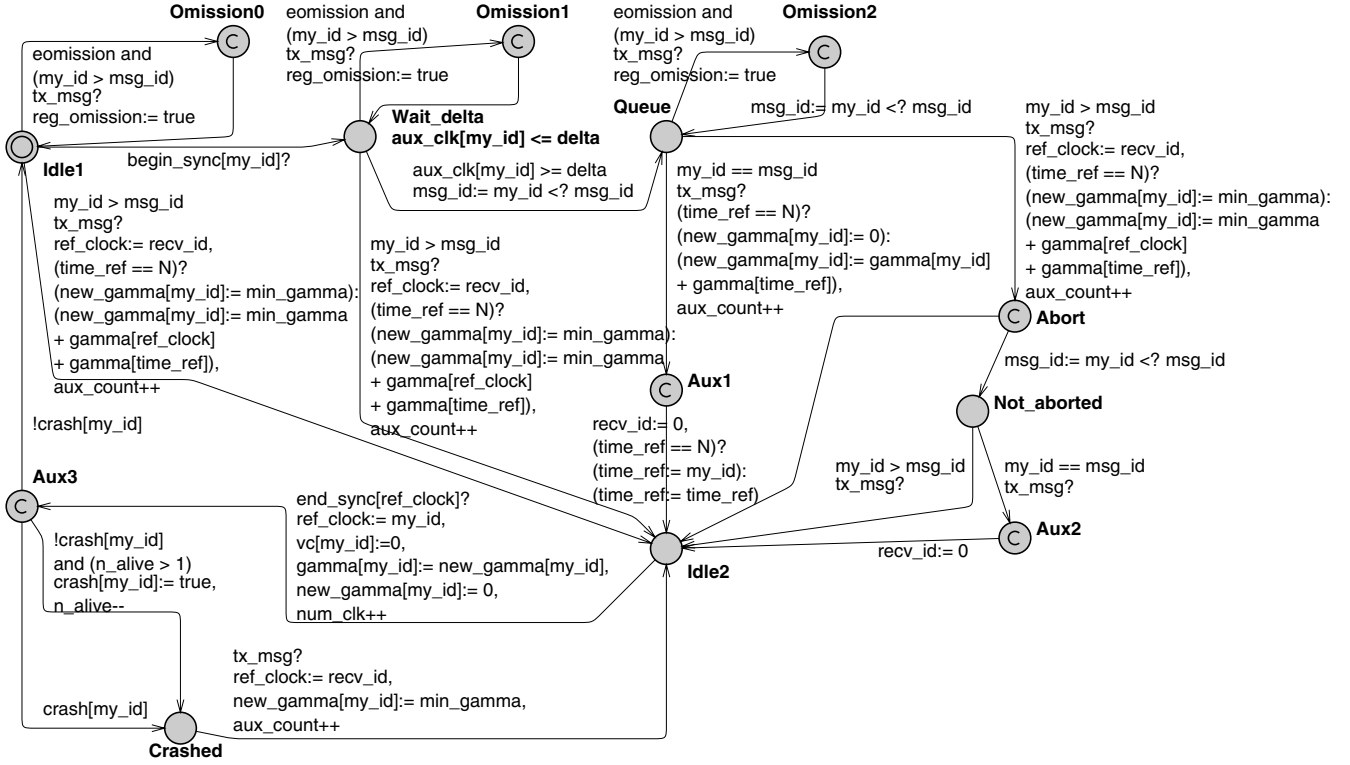 Omission0
eomission and
(my_id > msg_id)
tx_msg?
reg_omission:= true
Omission1
eomission and
(my_id > msg_id)
tx_msg?
reg_omission:= true
Omission2
eomission and
(my_id > msg_id)
tx_msg?
reg_omission:= true
Idle1
begin_sync[my_id]?
Wait_delta
aux_clk[my_id] <= delta
aux_clk[my_id] >= delta
msg_id:= my_id <? msg_id
Queue
msg_id:= my_id <? msg_id
my_id > msg_id
tx_msg?
ref_clock:= recv_id,
(time_ref == N)?
(new_gamma[my_id]:= min_gamma):
(new_gamma[my_id]:= min_gamma
+ gamma[ref_clock]
+ gamma[time_ref]),
aux_count++
my_id > msg_id
tx_msg?
ref_clock:= recv_id,
(time_ref == N)?
(new_gamma[my_id]:= min_gamma):
(new_gamma[my_id]:= min_gamma
+ gamma[ref_clock]
+ gamma[time_ref]),
aux_count++
my_id == msg_id
tx_msg?
(time_ref == N)?
(new_gamma[my_id]:= 0):
(new_gamma[my_id]:= gamma[my_id]
+ gamma[time_ref]),
aux_count++
my_id > msg_id
tx_msg?
ref_clock:= recv_id,
(time_ref == N)?
(new_gamma[my_id]:= min_gamma):
(new_gamma[my_id]:= min_gamma
+ gamma[ref_clock]
+ gamma[time_ref]),
aux_count++
C
C
C
C
Abort
msg_id:= my_id <? msg_id
C
Aux1
recv_id:= 0,
(time_ref == N)?
(time_ref:= my_id):
(time_ref:= time_ref)
Not_aborted
my_id > msg_id
tx_msg?
my_id == msg_id
tx_msg?
C
Aux2
recv_id:= 0
Idle2
!crash[my_id]
Aux3
C
end_sync[ref_clock]?
ref_clock:= my_id,
vc[my_id]:=0,
gamma[my_id]:= new_gamma[my_id],
new_gamma[my_id]:= 0,
num_clk++
!crash[my_id]
and (n_alive > 1)
crash[my_id]:= true,
n_alive--
crash[my_id]
Crashed
tx_msg?
ref_clock:= recv_id,
new_gamma[my_id]:= min_gamma,
aux_count++